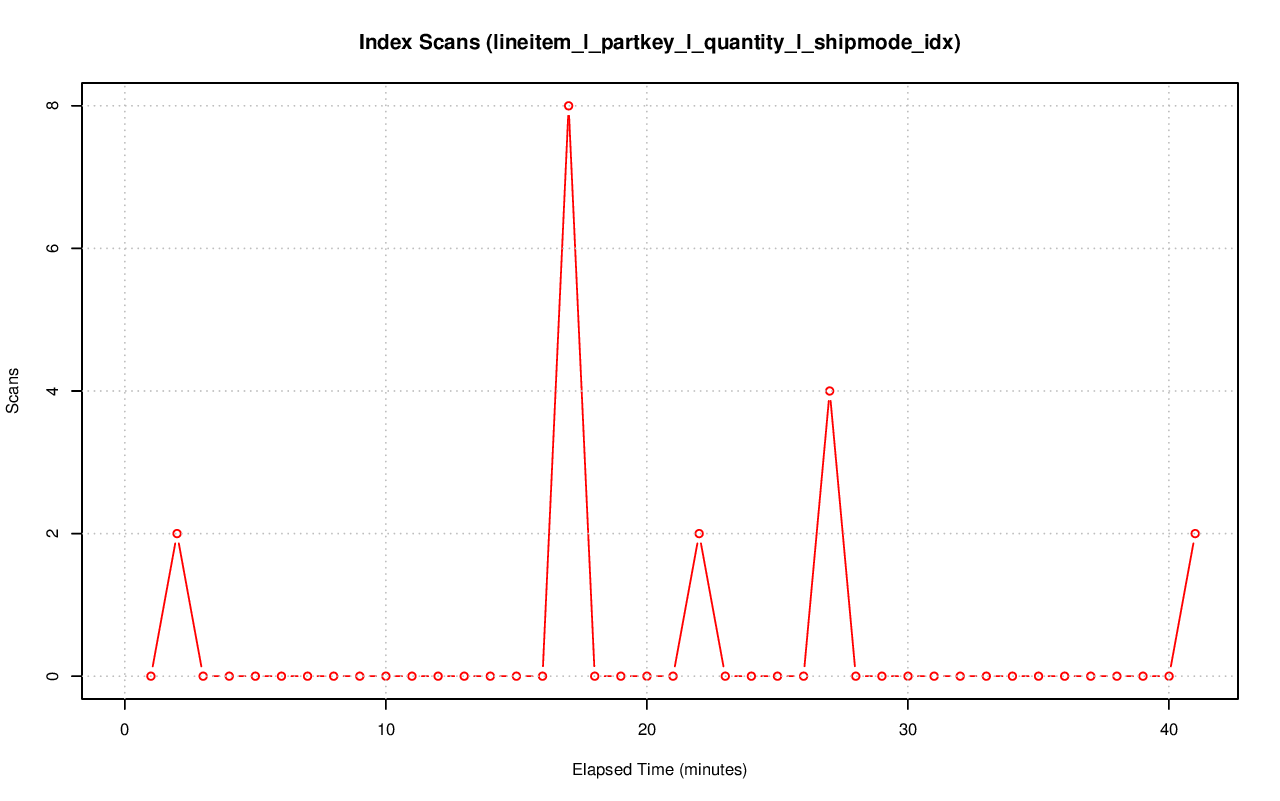 Index Scans (lineitem_l_partkey_l_quantity_l_shipmode_idx)
Scans
8
6
4
2
0
0 10 20 30 40
Elapsed Time (minutes)